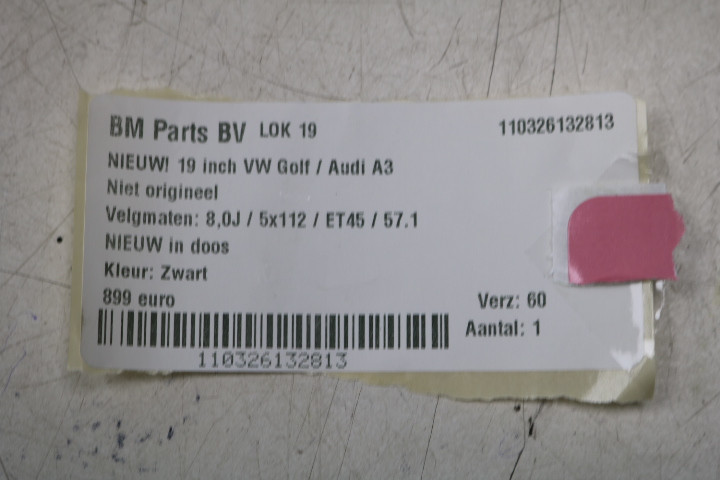 BM Parts BV LOK 19 110326132813
NIEUW! 19 inch VW Golf / Audi A3
Niet origineel
Velgmaten: 8,0J / 5x112 / ET45 / 57.1
NIEUW in doos
Kleur: Zwart
899 euro Verz: 60
Aantal: 1
110326132813